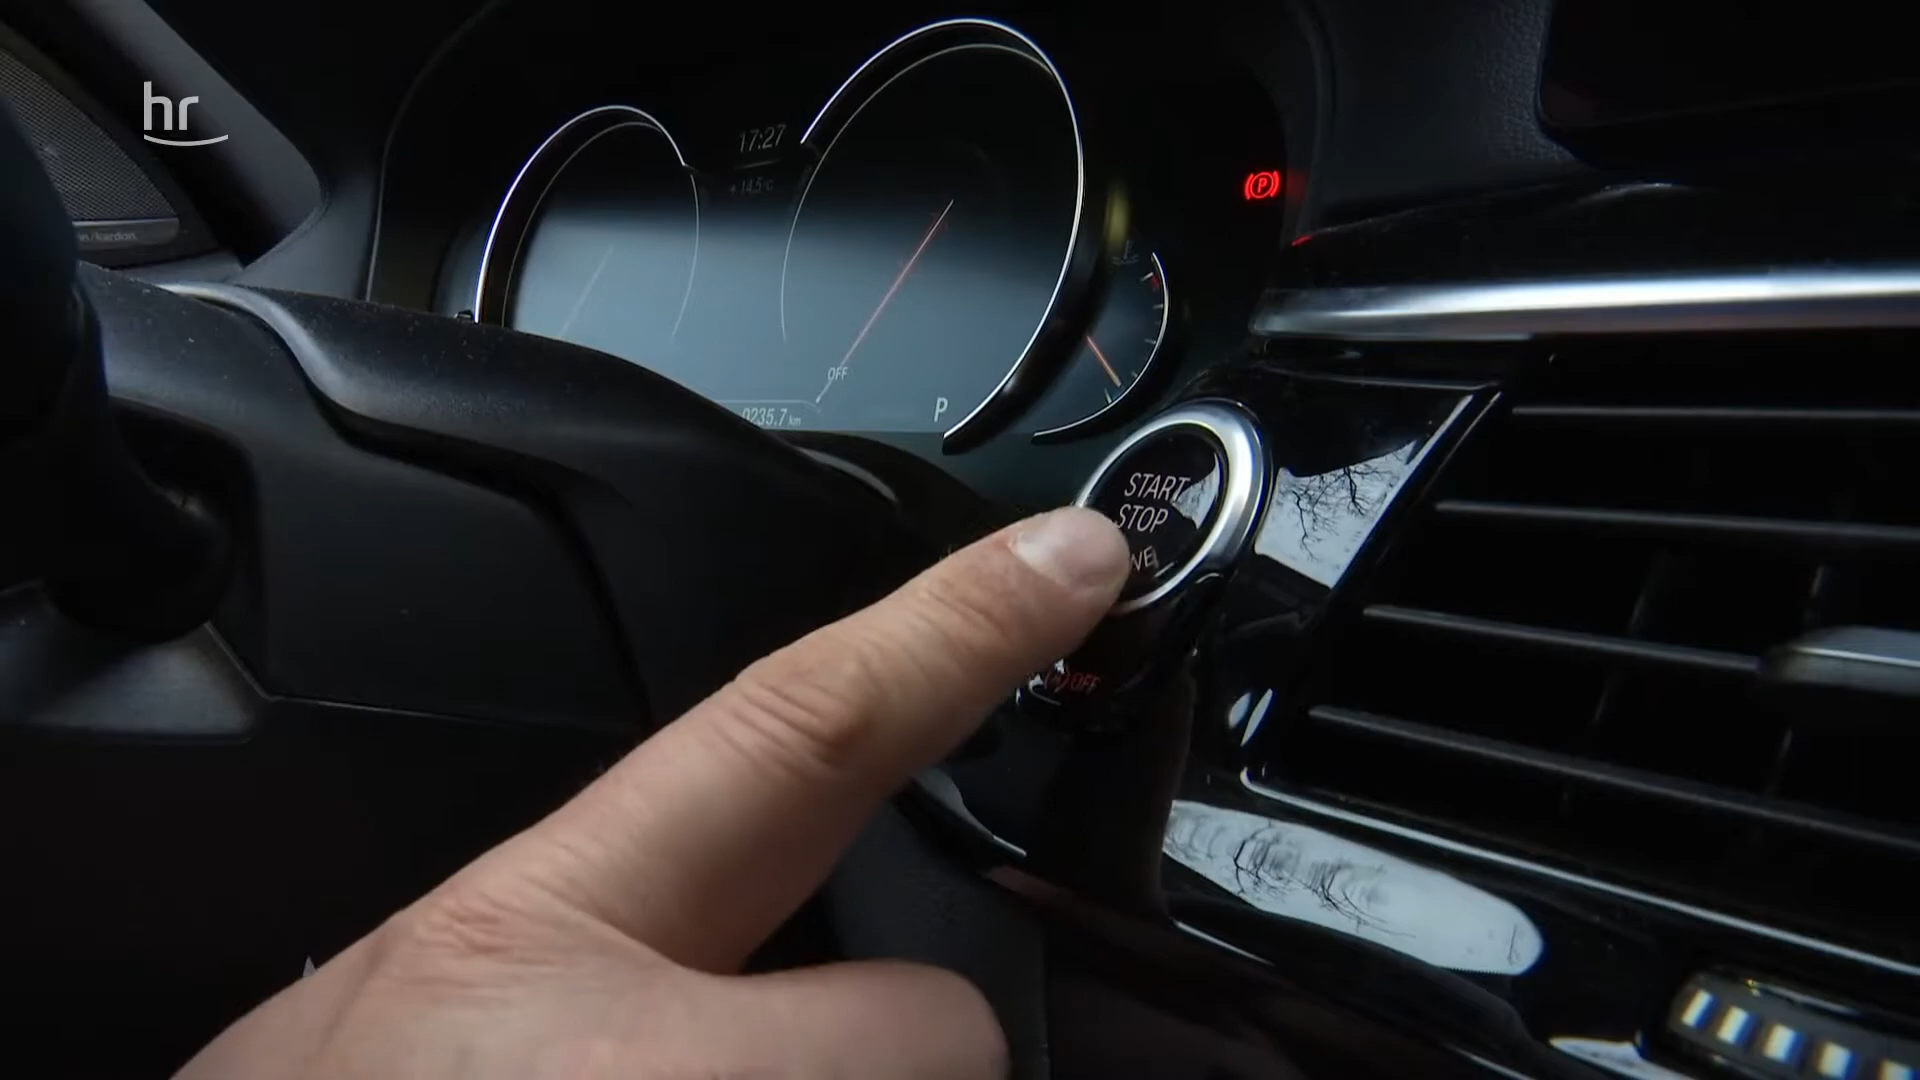 hr
17:27
+14.5°C
OFF
0235.7 km
P
P
START
STOP
OFF